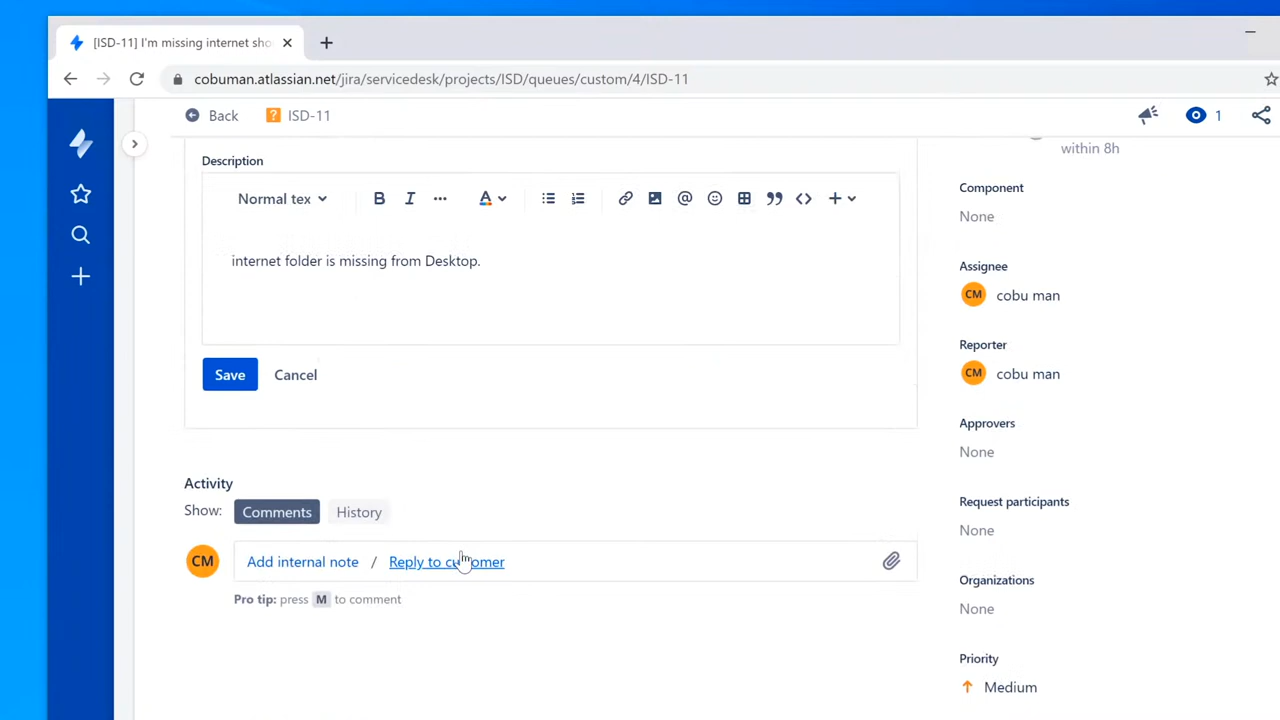 [ISD-11] I'm missing internet sho
cobuman.atlassian.net/jira/servicedesk/projects/ISD/queues/custom/4/ISD-11
Back
ISD-11
1
within 8h
Description
Normal tex
B
I
A
internet folder is missing from Desktop.
Save
Cancel
Component
None
Assignee
CM cobu man
Reporter
CM cobu man
Approvers
None
Request participants
None
Organizations
None
Priority
Medium
Activity
Show: Comments History
CM Add internal note / Reply to customer
Pro tip: press M to comment